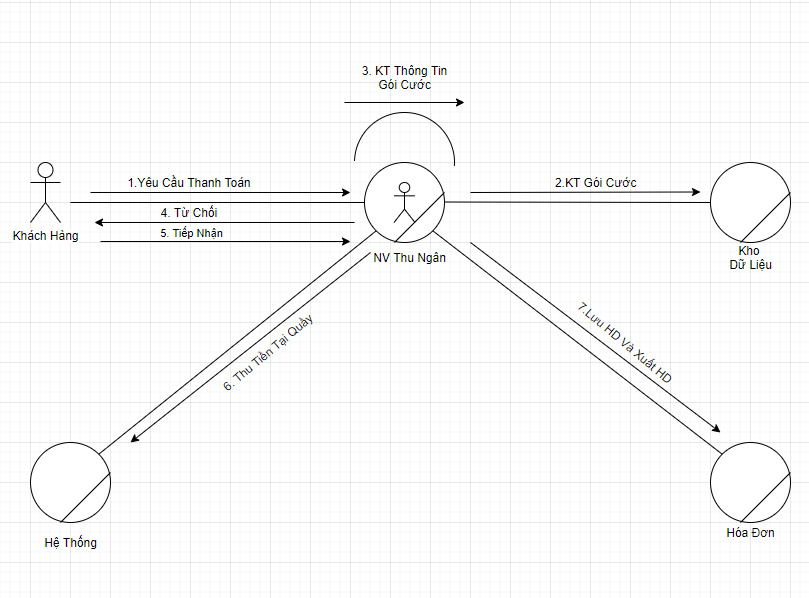 3. KT Thông Tin
Gói Cước
1.Yêu Cầu Thanh Toán
2.KT Gói Cước
4. Từ Chối
5. Tiếp Nhận
Khách Hảng
NV Thu Ngân
Kho
Dữ Liệu
6. Thu Tiền Tại Quầy
7.Lưu HD Và Xuất HD
Hệ Thống
Hóa Đơn